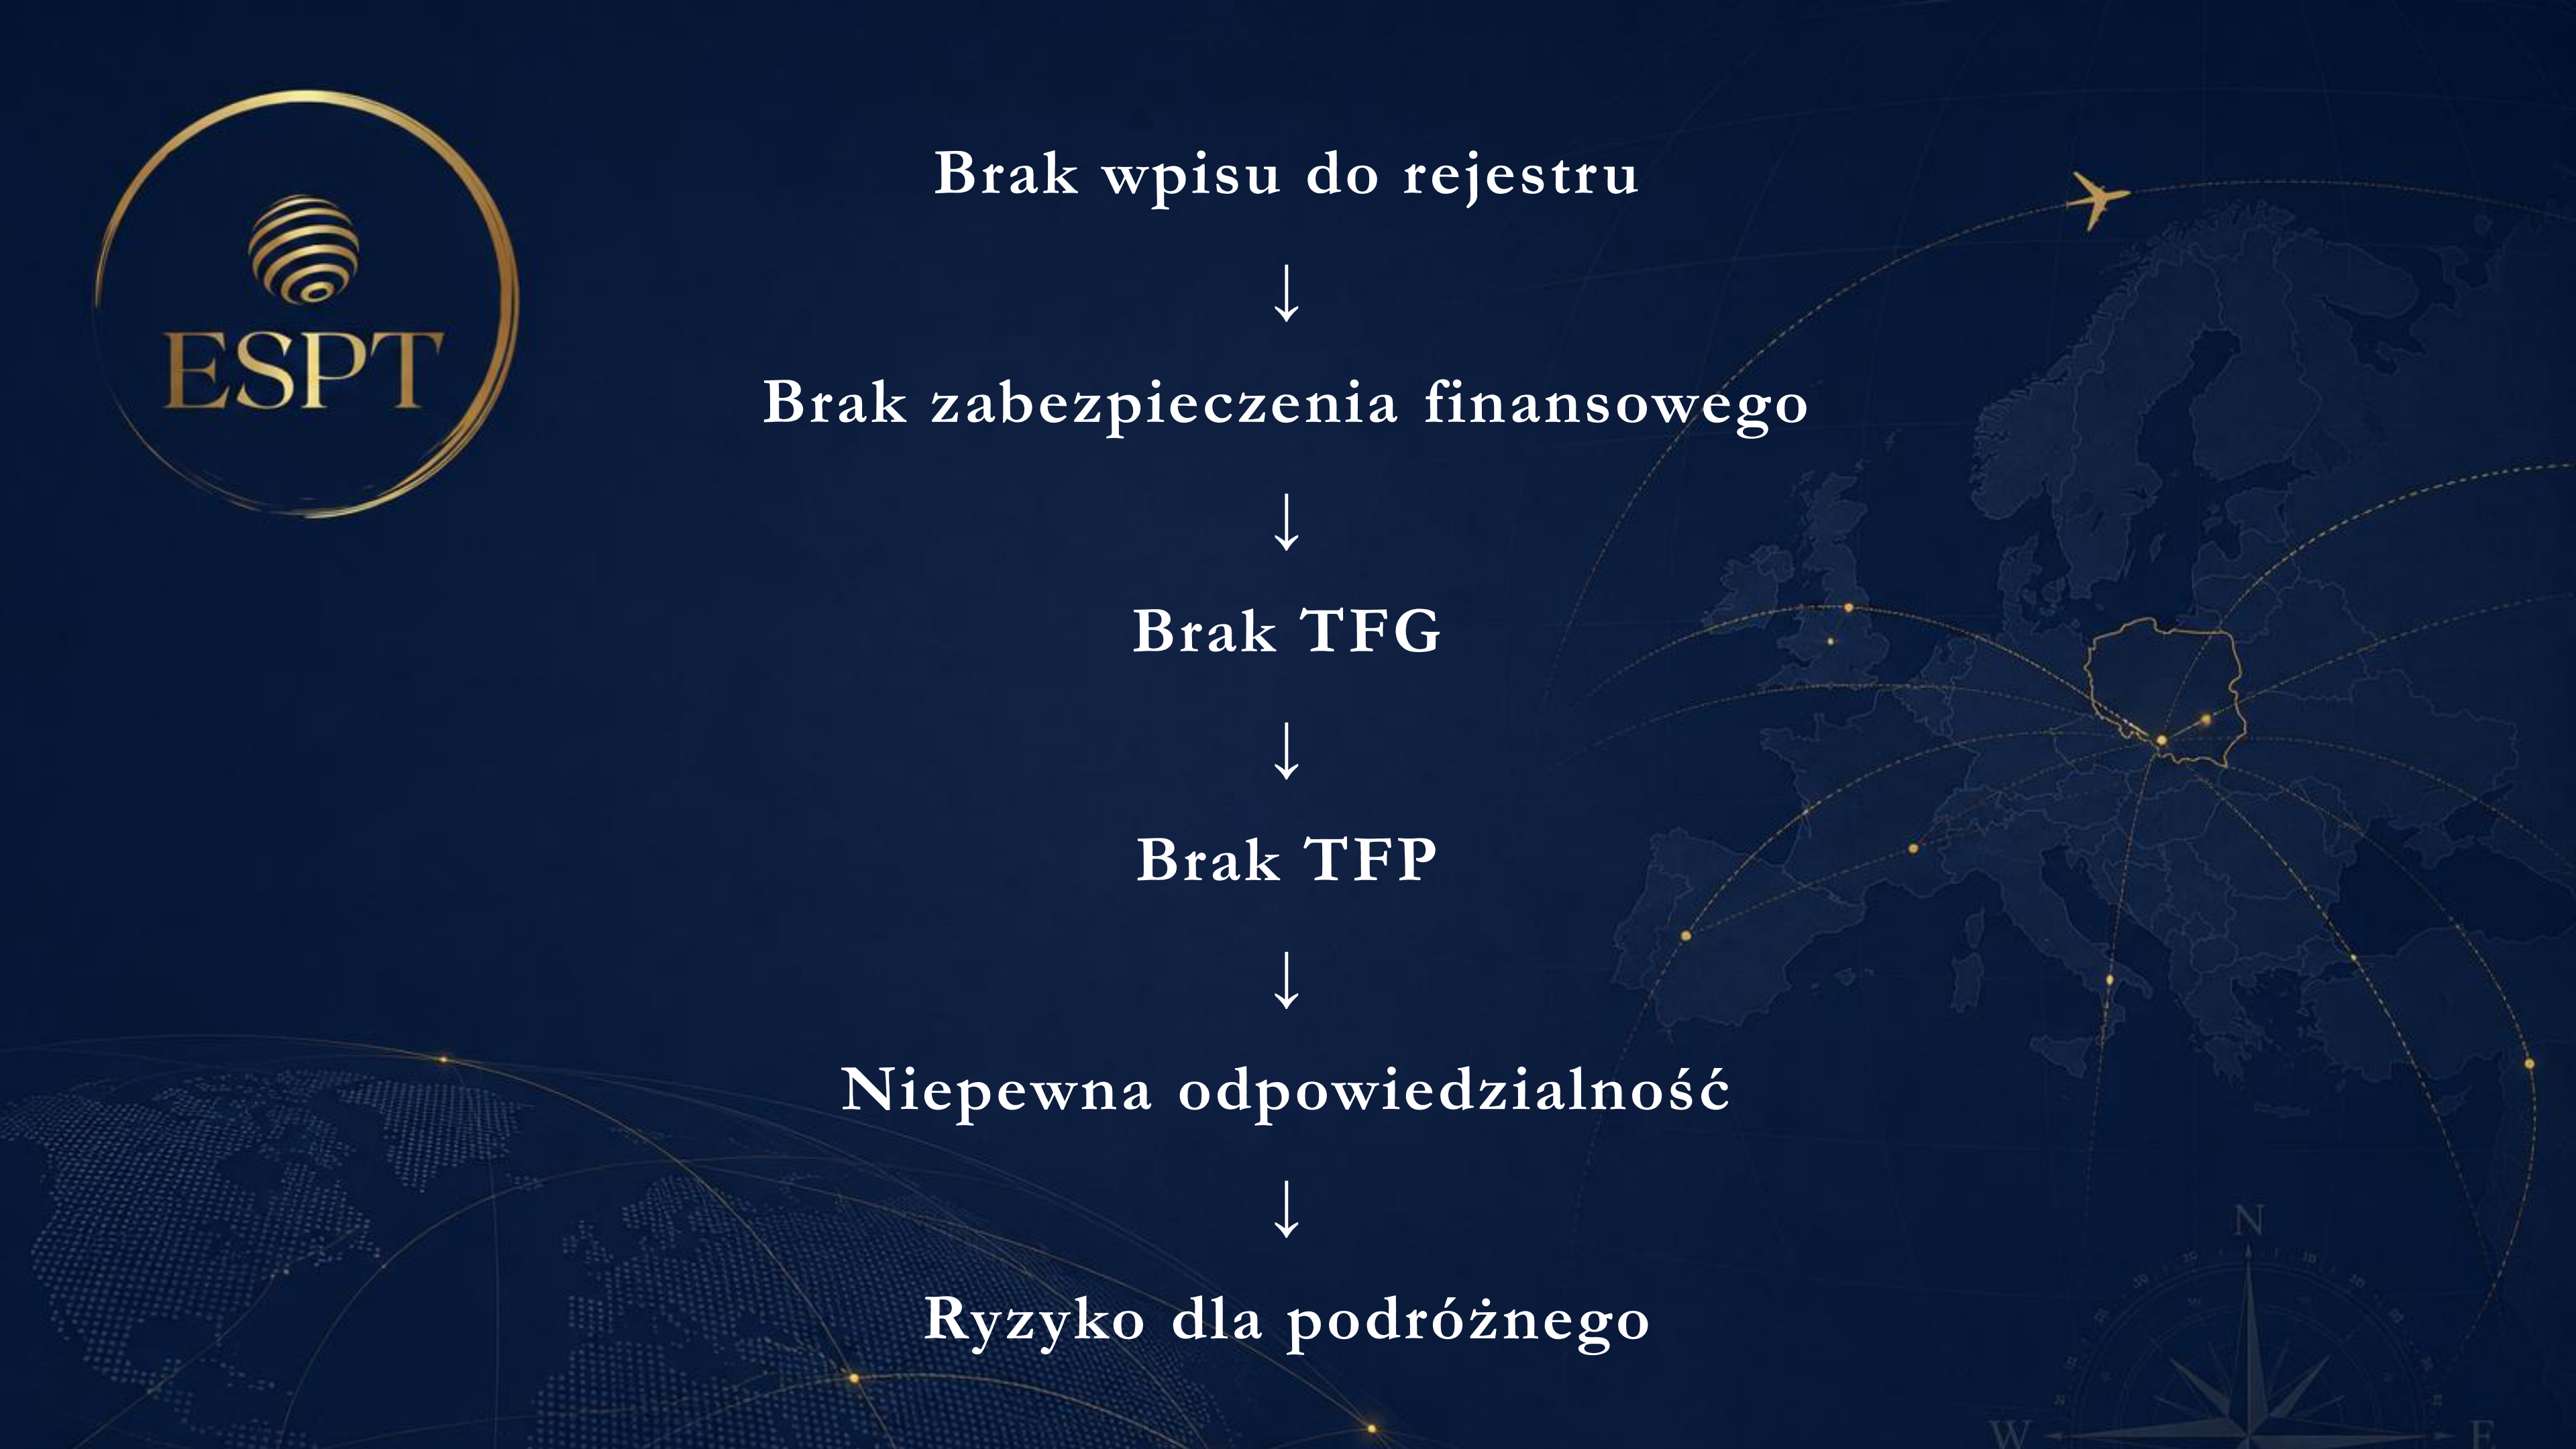 ESPT
Brak wpisu do rejestru
↓
Brak zabezpieczenia finansowego
↓
Brak TFG
↓
Brak TFP
↓
Niepewna odpowiedzialność
↓
Ryzyko dla podróżnego
N
W
E